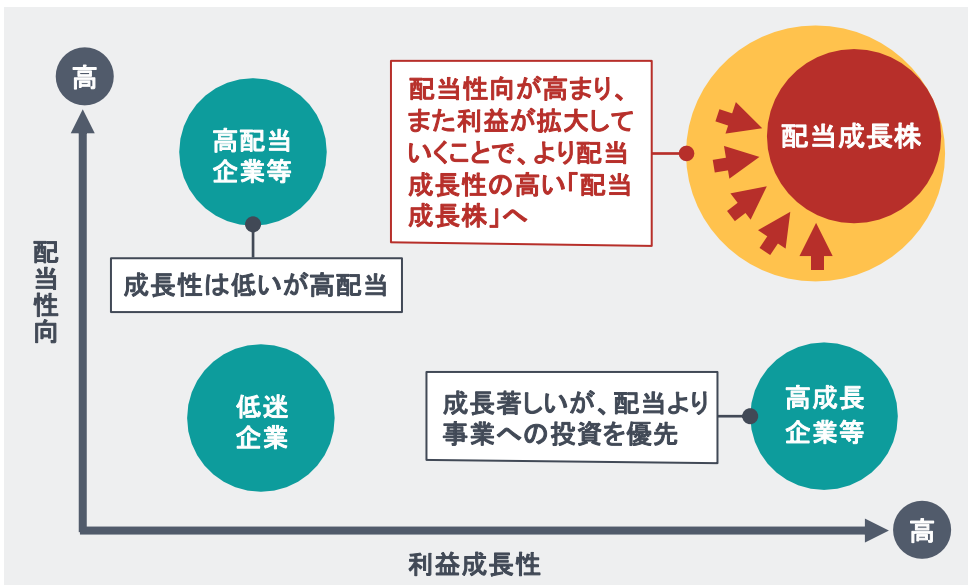 高
高配当
企業等
成長性は低いが高配当
配当性向が高まり、
また利益が拡大して
いくことで、より配当
成長性の高い「配当
成長株」へ
配当成長株
配当性向
低迷
企業
成長著しいが、配当より
事業への投資を優先
高成長
企業等
高
利益成長性